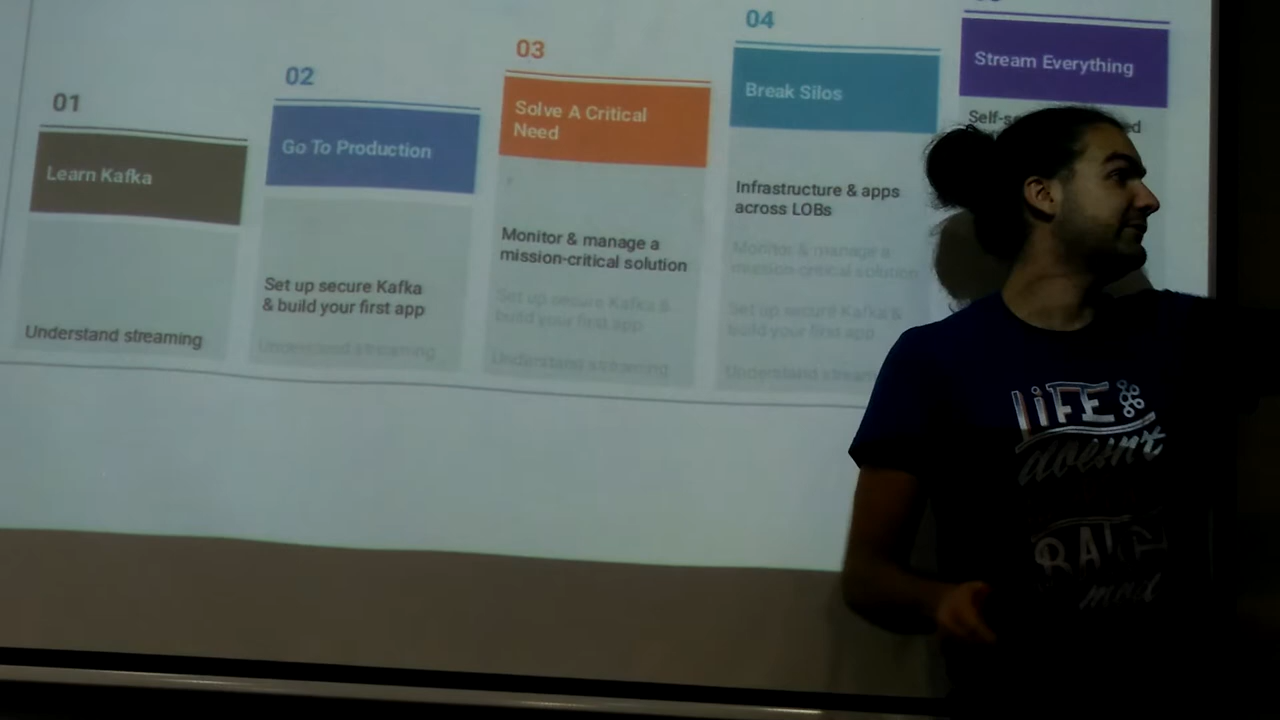 01
Learn Kafka
Understand streaming
02
Go To Production
Set up secure Kafka
& build your first app
Understand streaming
03
Solve A Critical
Need
Monitor & manage a
mission-critical solution
Set up secure Kafka &
build your first app
Understand streaming
04
Break Silos
Infrastructure & apps
across LOBs
Monitor & manage a
mission-critical solution
Set up secure Kafka &
build your first app
Understand
Stream Everything
LiFE
doesn't